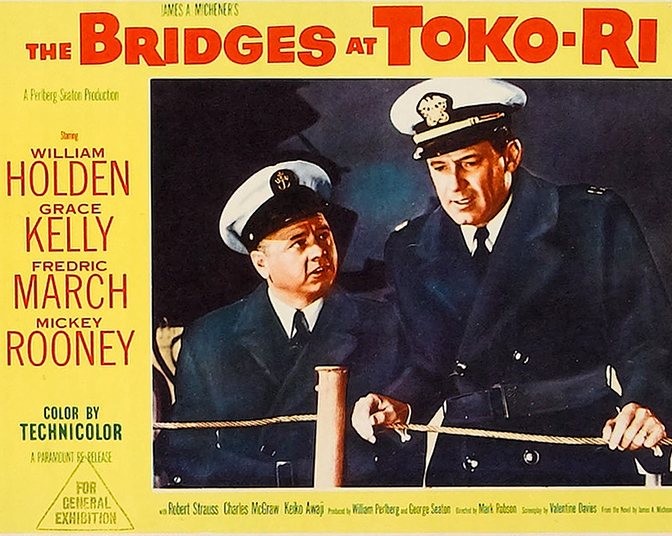 JAMES A. MICHENER'S
THE BRIDGES AT TOKO-RI
A Perlberg-Seaton Production
Starring
WILLIAM
HOLDEN
GRACE
KELLY
FREDRIC
MARCH
MICKEY
ROONEY
COLOR BY
TECHNICOLOR
A PARAMOUNT RE-RELEASE
FOR
GENERAL
EXHIBITION
with Robert Strauss Charles McGraw Keiko Awaji Produced by William Perlberg and George Seaton Directed by Mark Robson Screenplay by Valentine Davies From the Novel by James A. Michener